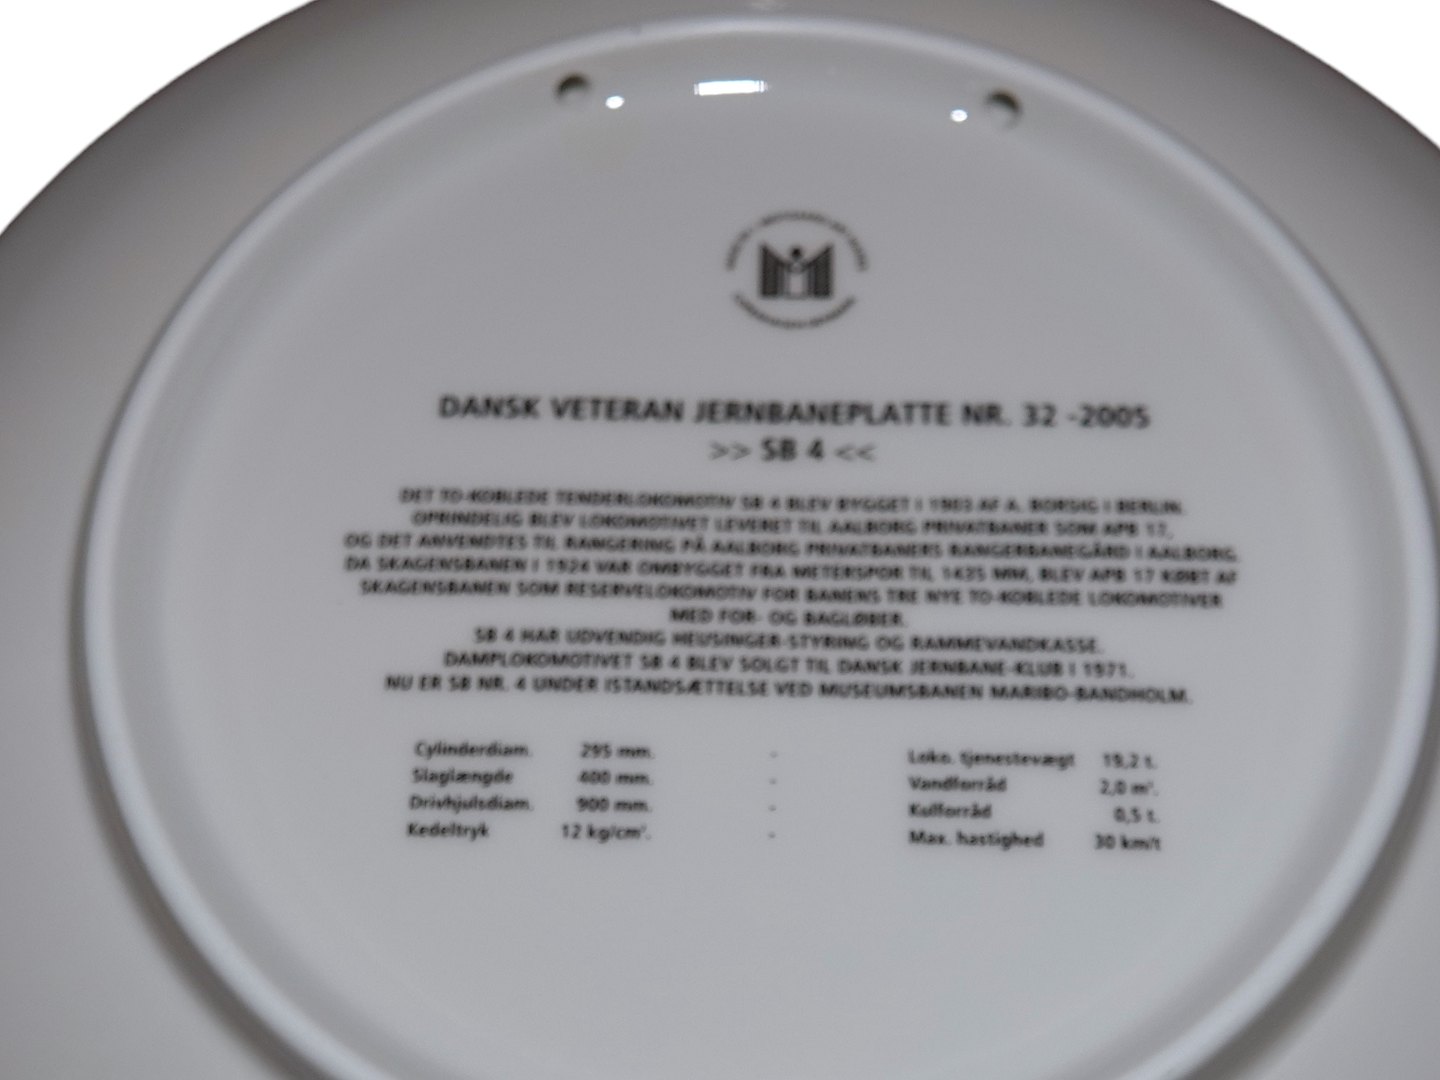 DANSK VETERAN JERNBANEPLATTE NR. 32 -2005
>> SB 4 <<
DET TO-KOBLEDE TENDERLOKOMOTIV SB 4 BLEV BYGGET I 1903 AF A. BORSIG I BERLIN.
OPRINDELIG BLEV LOKOMOTIVET LEVERET TIL AALBORG PRIVATBANER SOM APB 17,
OG DET ANVENDTES TIL RANGERING PÅ AALBORG PRIVATBANERS RANGERBANEGÅRD I AALBORG.
DA SKAGENSBANEN I 1924 VAR OMBYGGET FRA METERSPOR TIL 1435 MM, BLEV APB 17 KØBT AF
SKAGENSBANEN SOM RESERVELOKOMOTIV FOR BANENS TRE NYE TO-KOBLEDE LOKOMOTIVER
MED FOR- OG BAGLØBER.
SB 4 HAR UDVENDIG HEUSINGER-STYRING OG RAMMEVANDKASSE.
DAMPLOKOMOTIVET SB 4 BLEV SOLGT TIL DANSK JERNBANE-KLUB I 1971.
NU ER SB NR. 4 UNDER ISTANDSÆTTELSE VED MUSEUMSBANEN MARIBO-BANDHOLM.
Cylinderdiam. 295 mm. - Loko. tjenestevægt 19,2 t.
Slaglængde 400 mm. - Vandforråd 2,0 m³.
Drivhjulsdiam. 900 mm. - Kulforråd 0,5 t.
Kedeltryk 12 kg/cm². - Max. hastighed 30 km/t